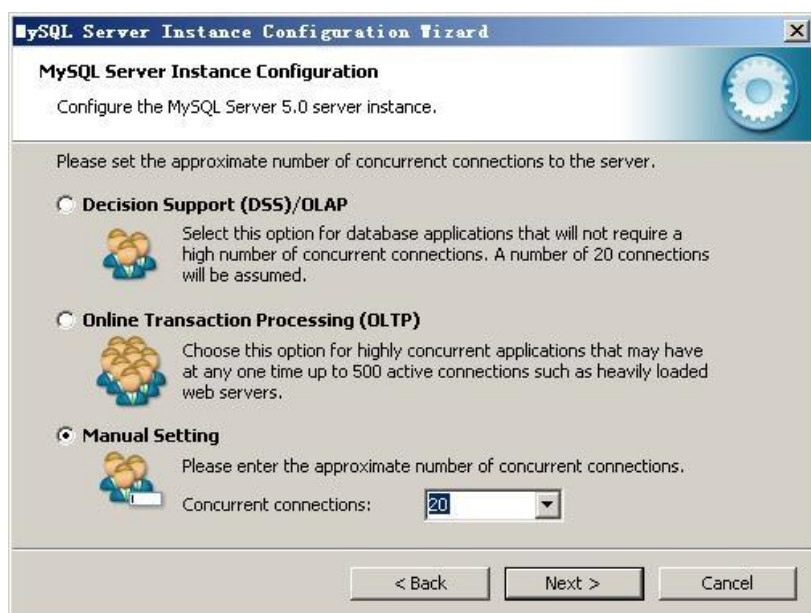 MySQL Server Instance Configuration Wizard
MySQL Server Instance Configuration
Configure the MySQL Server 5.0 server instance.
Please set the approximate number of concurrenct connections to the server.
Decision Support (DSS)/OLAP
Select this option for database applications that will not require a
high number of concurrent connections. A number of 20 connections
will be assumed.
Online Transaction Processing (OLTP)
Choose this option for highly concurrent applications that may have
at any one time up to 500 active connections such as heavily loaded
web servers.
Manual Setting
Please enter the approximate number of concurrent connections.
Concurrent connections: 20
< Back Next > Cancel